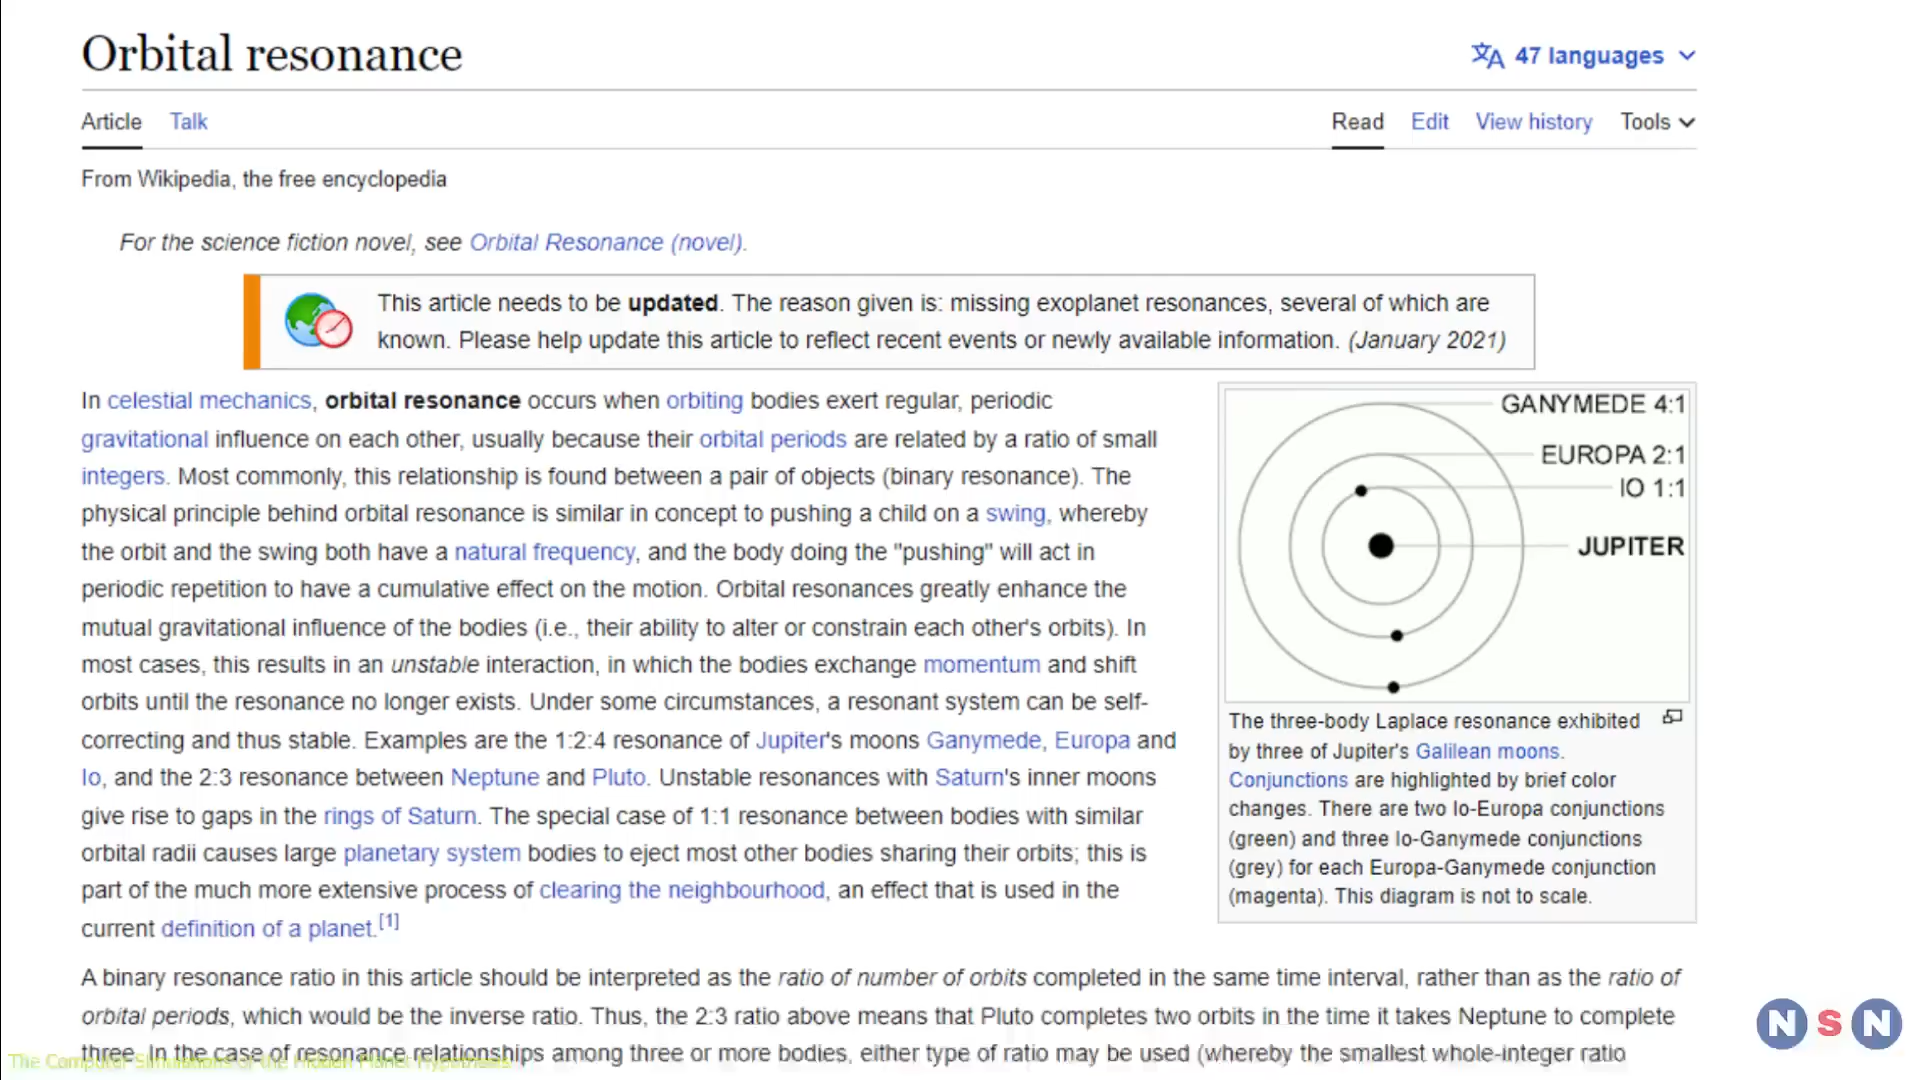 Orbital resonance
47 languages
Article Talk
Read Edit View history Tools
From Wikipedia, the free encyclopedia
For the science fiction novel, see Orbital Resonance (novel).
This article needs to be updated. The reason given is: missing exoplanet resonances, several of which are
known. Please help update this article to reflect recent events or newly available information. (January 2021)
In celestial mechanics, orbital resonance occurs when orbiting bodies exert regular, periodic
gravitational influence on each other, usually because their orbital periods are related by a ratio of small
integers. Most commonly, this relationship is found between a pair of objects (binary resonance). The
physical principle behind orbital resonance is similar in concept to pushing a child on a swing, whereby
the orbit and the swing both have a natural frequency, and the body doing the "pushing" will act in
periodic repetition to have a cumulative effect on the motion. Orbital resonances greatly enhance the
mutual gravitational influence of the bodies (i.e., their ability to alter or constrain each other's orbits). In
most cases, this results in an unstable interaction, in which the bodies exchange momentum and shift
orbits until the resonance no longer exists. Under some circumstances, a resonant system can be self-
correcting and thus stable. Examples are the 1:2:4 resonance of Jupiter's moons Ganymede, Europa and
Io, and the 2:3 resonance between Neptune and Pluto. Unstable resonances with Saturn's inner moons
give rise to gaps in the rings of Saturn. The special case of 1:1 resonance between bodies with similar
orbital radii causes large planetary system bodies to eject most other bodies sharing their orbits; this is
part of the much more extensive process of clearing the neighbourhood, an effect that is used in the
current definition of a planet.[1]
GANYMEDE 4:1
EUROPA 2:1
IO 1:1
JUPITER
The three-body Laplace resonance exhibited
by three of Jupiter's Galilean moons.
Conjunctions are highlighted by brief color
changes. There are two Io-Europa conjunctions
(green) and three Io-Ganymede conjunctions
(grey) for each Europa-Ganymede conjunction
(magenta). This diagram is not to scale.
A binary resonance ratio in this article should be interpreted as the ratio of number of orbits completed in the same time interval, rather than as the ratio of
orbital periods, which would be the inverse ratio. Thus, the 2:3 ratio above means that Pluto completes two orbits in the time it takes Neptune to complete
three. In the case of resonance relationships among three or more bodies, either type of ratio may be used (whereby the smallest whole-integer ratio
The Computer Simulations of the Hidden Planet Hypothesis
N S N